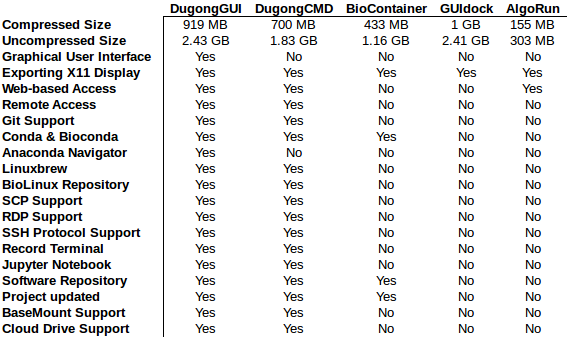 DugongGUI DugongCMD BioContainer GUIdock AlgoRun
Compressed Size 919 MB 700 MB 433 MB 1 GB 155 MB
Uncompressed Size 2.43 GB 1.83 GB 1.16 GB 2.41 GB 303 MB
Graphical User Interface Yes No No No No
Exporting X11 Display Yes Yes Yes Yes Yes
Web-based Access Yes Yes No No Yes
Remote Access Yes Yes No No No
Git Support Yes Yes No No No
Conda & Bioconda Yes Yes Yes No No
Anaconda Navigator Yes No No No No
Linuxbrew Yes Yes No No No
BioLinux Repository Yes Yes No No No
SCP Support Yes Yes No No No
RDP Support Yes Yes No No No
SSH Protocol Support Yes Yes No No No
Record Terminal Yes Yes No No No
Jupyter Notebook Yes Yes No No No
Software Repository Yes Yes Yes No No
Project updated Yes Yes Yes No No
BaseMount Support Yes Yes No No No
Cloud Drive Support Yes Yes No No No